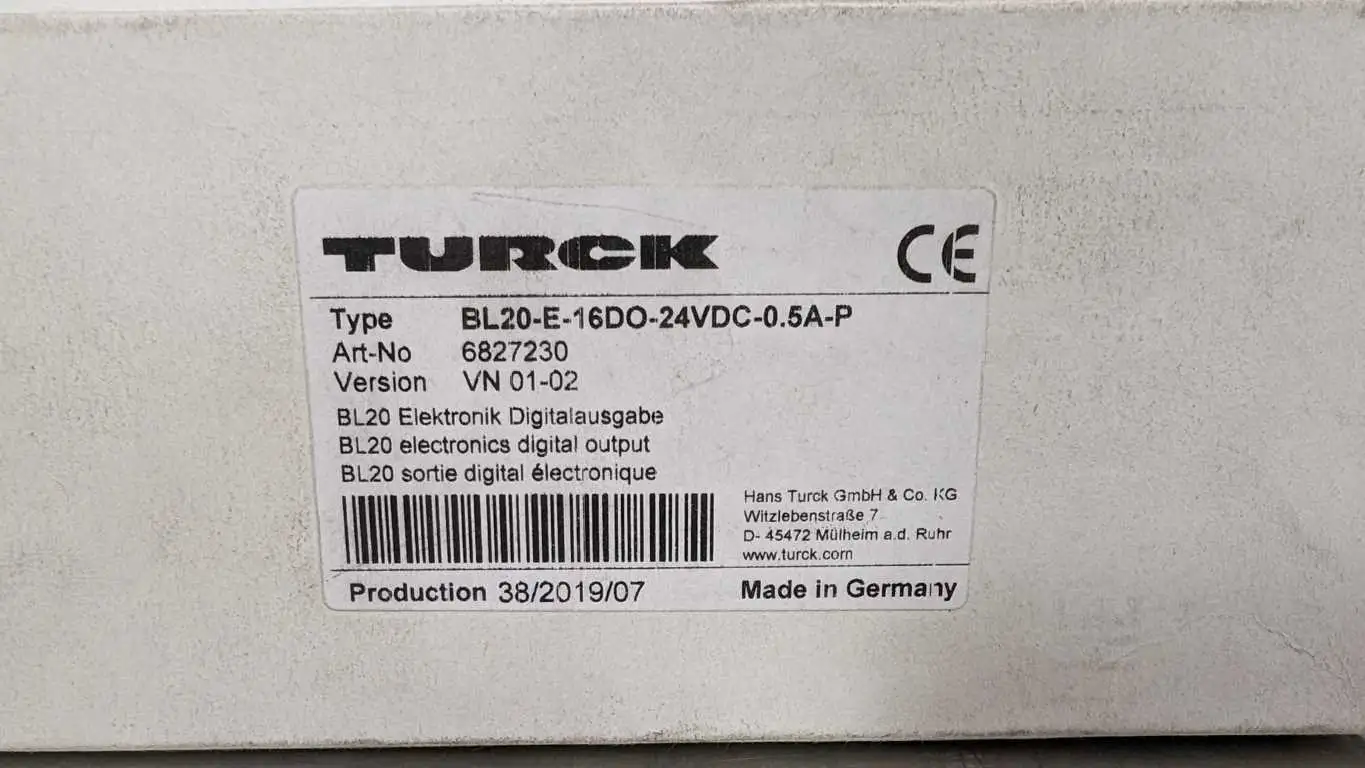 TURCK
CE
Type BL20-E-16DO-24VDC-0.5A-P
Art-No 6827230
Version VN 01-02
BL20 Elektronik Digitalausgabe
BL20 electronics digital output
BL20 sortie digital électronique
Hans Turck GmbH & Co. KG
Witzlebenstraße 7
D- 45472 Mülheim a.d. Ruhr
www.turck.com
Production 38/2019/07
Made in Germany